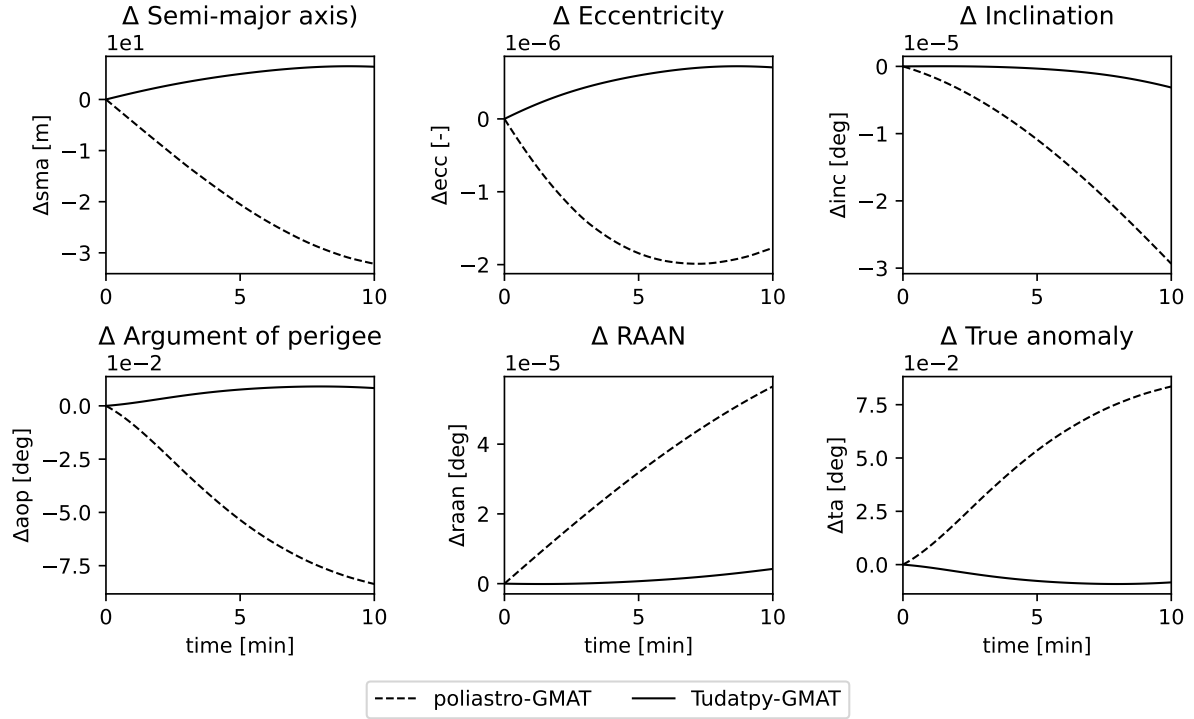 Δ Semi-major axis)
Δ Eccentricity
Δ Inclination
1e1
1e−6
1e−5
0
−1
−2
−3
Δsma [m]
0
−1
−2
Δecc [-]
0
−1
−2
−3
Δinc [deg]
0 5 10
0 5 10
0 5 10
Δ Argument of perigee
Δ RAAN
Δ True anomaly
1e−2
1e−5
1e−2
0.0
−2.5
−5.0
−7.5
Δaop [deg]
4
2
0
Δraan [deg]
7.5
5.0
2.5
0.0
Δta [deg]
0 5 10
0 5 10
0 5 10
time [min]
time [min]
time [min]
poliastro-GMAT
Tudatpy-GMAT